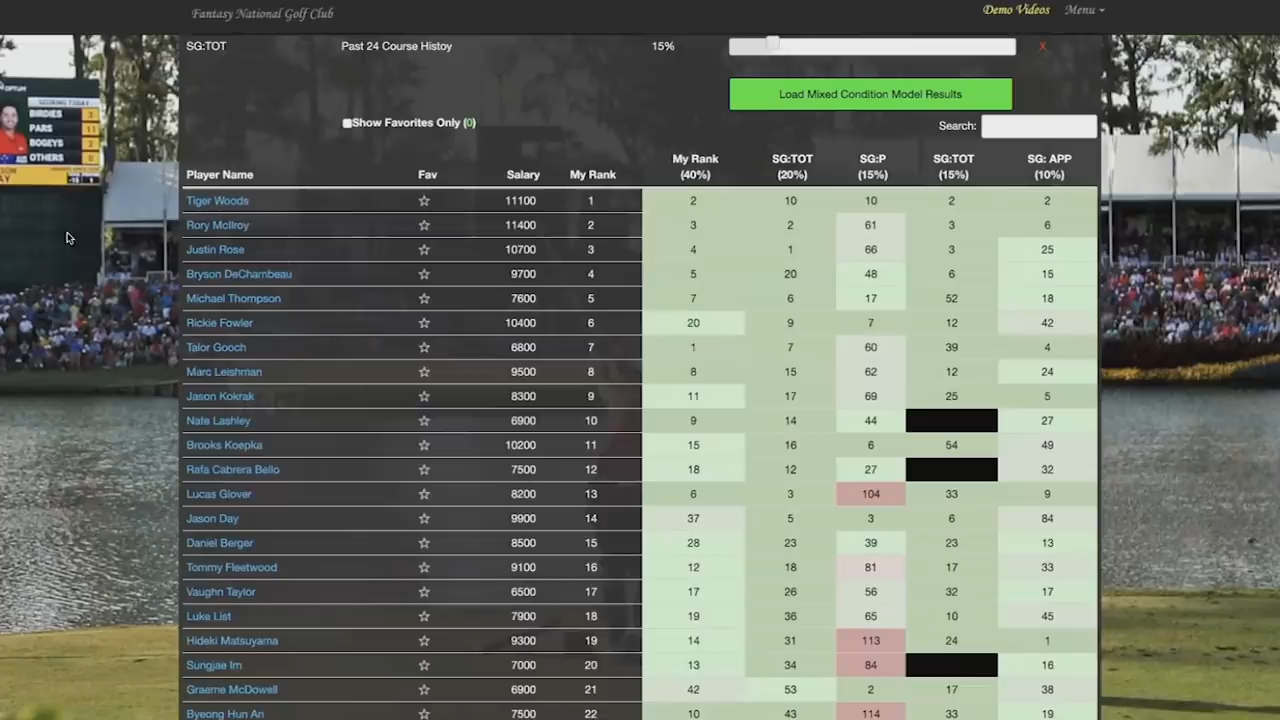 Fantasy National Golf Club Demo Videos Menu
SG:TOT Past 24 Course Histoy 15% X
Load Mixed Condition Model Results
Show Favorites Only (0)
Search:
Player Name Fav Salary My Rank My Rank (40%) SG:TOT (20%) SG:P (15%) SG:TOT (15%) SG: APP (10%)
Tiger Woods 11100 1 2 10 10 2 2
Rory McIlroy 11400 2 3 2 61 3 6
Justin Rose 10700 3 4 1 66 3 25
Bryson DeChambeau 9700 4 5 20 48 6 15
Michael Thompson 7600 5 7 6 17 52 18
Rickie Fowler 10400 6 20 9 7 12 42
Talor Gooch 6800 7 1 7 60 39 4
Marc Leishman 9500 8 8 15 62 12 24
Jason Kokrak 8300 9 11 17 69 25 5
Nate Lashley 6900 10 9 14 44 27
Brooks Koepka 10200 11 15 16 6 54 49
Rafa Cabrera Bello 7500 12 18 12 27 32
Lucas Glover 8200 13 6 3 104 33 9
Jason Day 9900 14 37 5 3 6 84
Daniel Berger 8500 15 28 23 39 23 13
Tommy Fleetwood 9100 16 12 18 81 17 33
Vaughn Taylor 6500 17 17 26 56 32 17
Luke List 7900 18 19 36 65 10 45
Hideki Matsuyama 9300 19 14 31 113 24 1
Sungjae Im 7000 20 13 34 84 16
Graeme McDowell 6900 21 42 53 2 17 38
Byeong Hun An 7500 22 10 43 114 33 19
OPTUM
SCORING TODAY
BIRDIES 3
PARS 11
BOGEYS 2
OTHERS 0
AUS